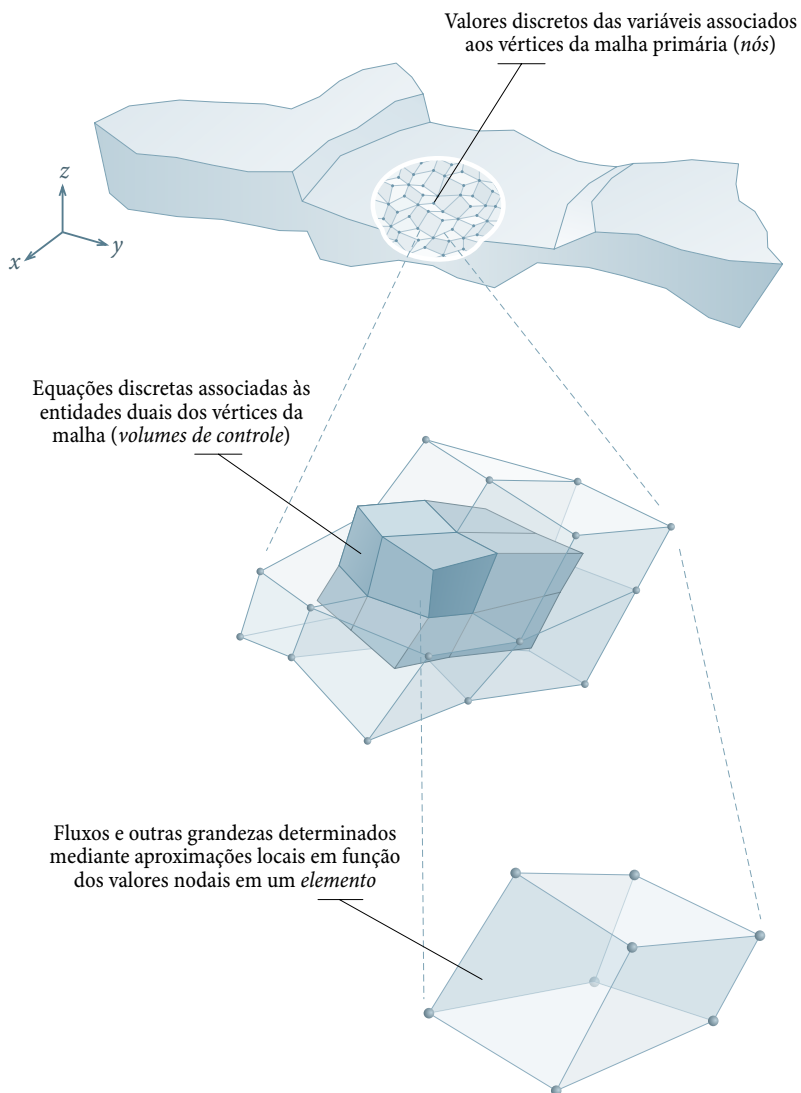 Valores discretos das variáveis associados
aos vértices da malha primária (nós)
z
y
x
Equações discretas associadas às
entidades duais dos vértices da
malha (volumes de controle)
Fluxos e outras grandezas determinados
mediante aproximações locais em função
dos valores nodais em um elemento